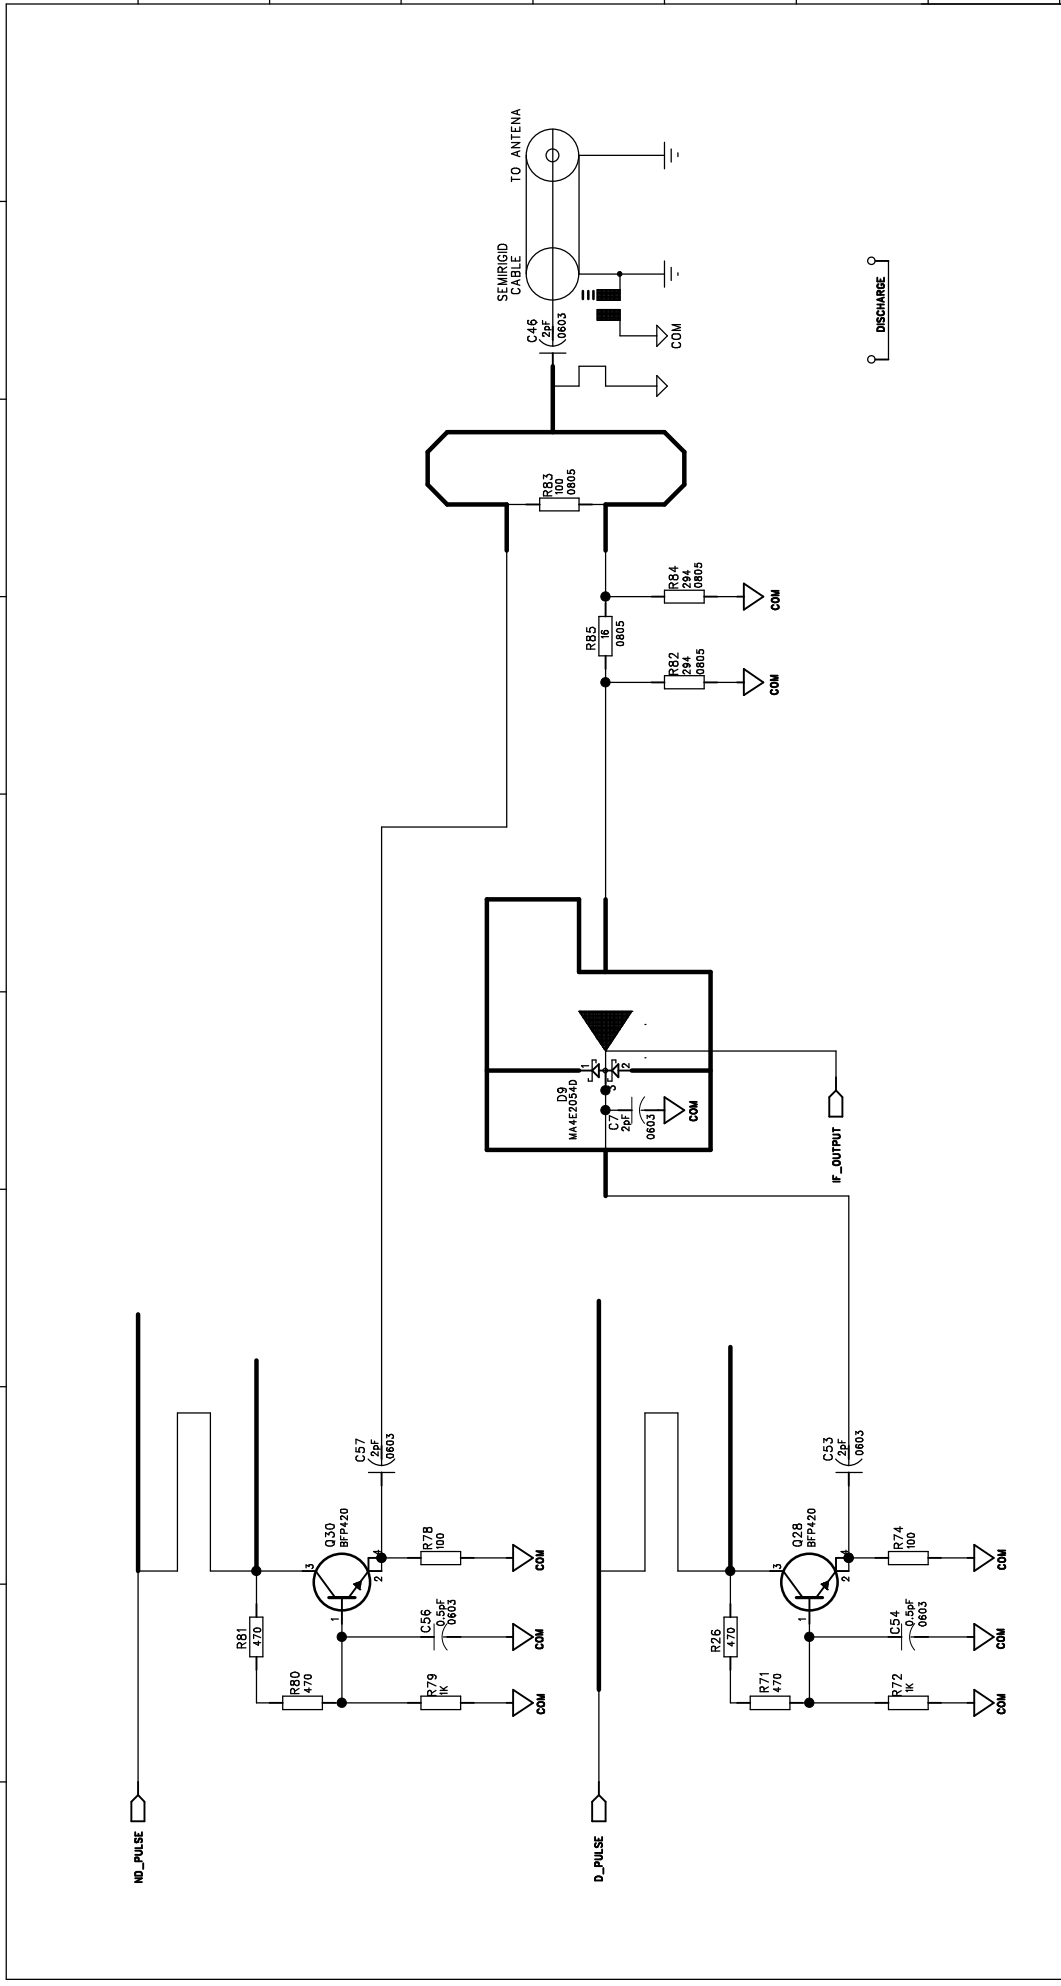 TO ANTENA
SEMIRIGID
CABLE
C46
2pF
0603
COM
DISCHARGE
R83
100
0805
R84
294
0805
COM
R85
16
0805
R82
294
0805
COM
D9
MA4E2054D
1
2
3
C7
2pF
0603
COM
IF_OUTPUT
C57
2pF
0603
C53
2pF
0603
Q30
BFP420
3
4
2
1
R78
100
COM
R81
470
C56
0.5pF
0603
COM
R80
470
R79
1K
COM
ND_PULSE
Q28
BFP420
3
4
2
1
R74
100
COM
R26
470
C54
0.5pF
0603
COM
R71
470
R72
1K
COM
D_PULSE